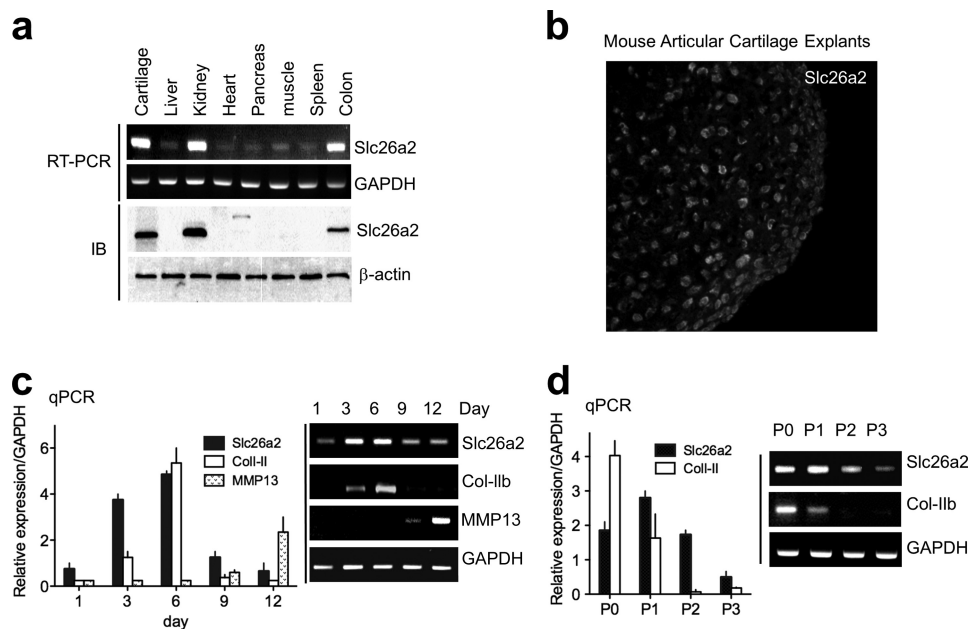 a
Cartilage
Liver
Kidney
Heart
Pancreas
muscle
Spleen
Colon
RT-PCR
Slc26a2
GAPDH
IB
Slc26a2
β-actin
b
Mouse Articular Cartilage Explants
Slc26a2
c
qPCR
Relative expression/GAPDH
6
4
2
0
Slc26a2
Coll-II
MMP13
1 3 6 9 12
day
1 3 6 9 12 Day
Slc26a2
Col-IIb
MMP13
GAPDH
d
qPCR
Relative expression/GAPDH
4
3
2
1
0
Slc26a2
Coll-II
P0 P1 P2 P3
P0 P1 P2 P3
Slc26a2
Col-IIb
GAPDH